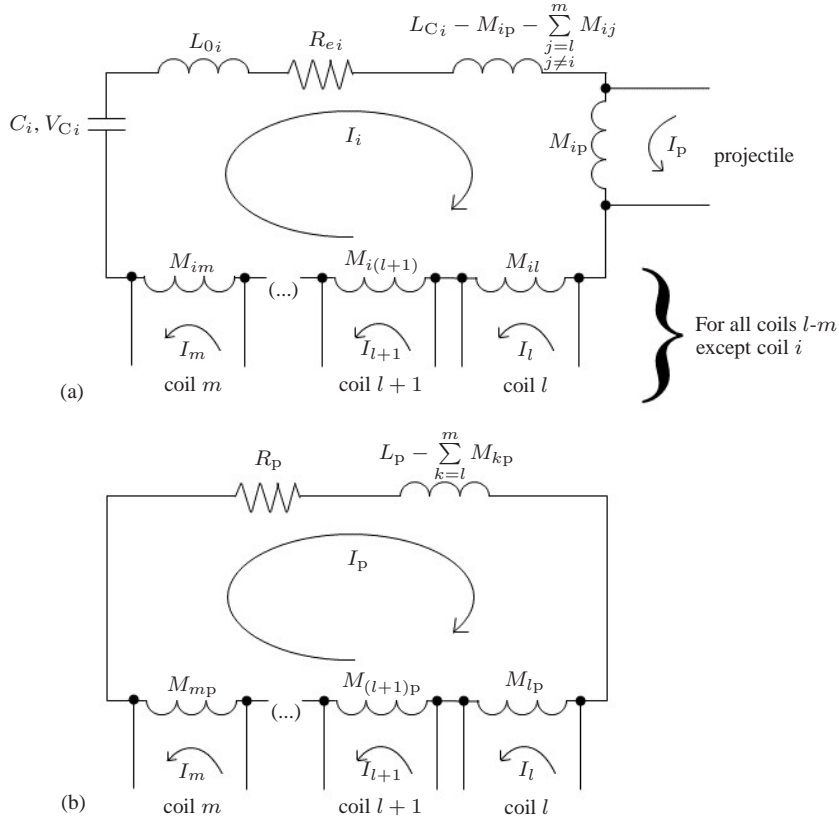 L_{Ci} − M_{ip} − \sum_{j=l, j≠i}^{m} M_{ij}
L_{0i}
R_{ei}
C_i, V_{Ci}
I_i
M_{ip}
I_p
projectile
M_{im}
(...)
M_{i(l+1)}
M_{il}
I_m
I_{l+1}
I_l
For all coils l-m
except coil i
coil m
coil l + 1
coil l
(a)
R_p
L_p − \sum_{k=l}^{m} M_{kp}
I_p
M_{mp}
(...)
M_{(l+1)p}
M_{lp}
I_m
I_{l+1}
I_l
coil m
coil l + 1
coil l
(b)